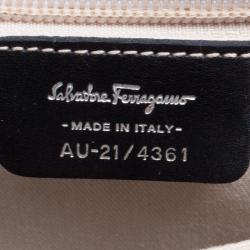 Salvatore Ferragamo
- MADE IN ITALY -
AU-21/4361